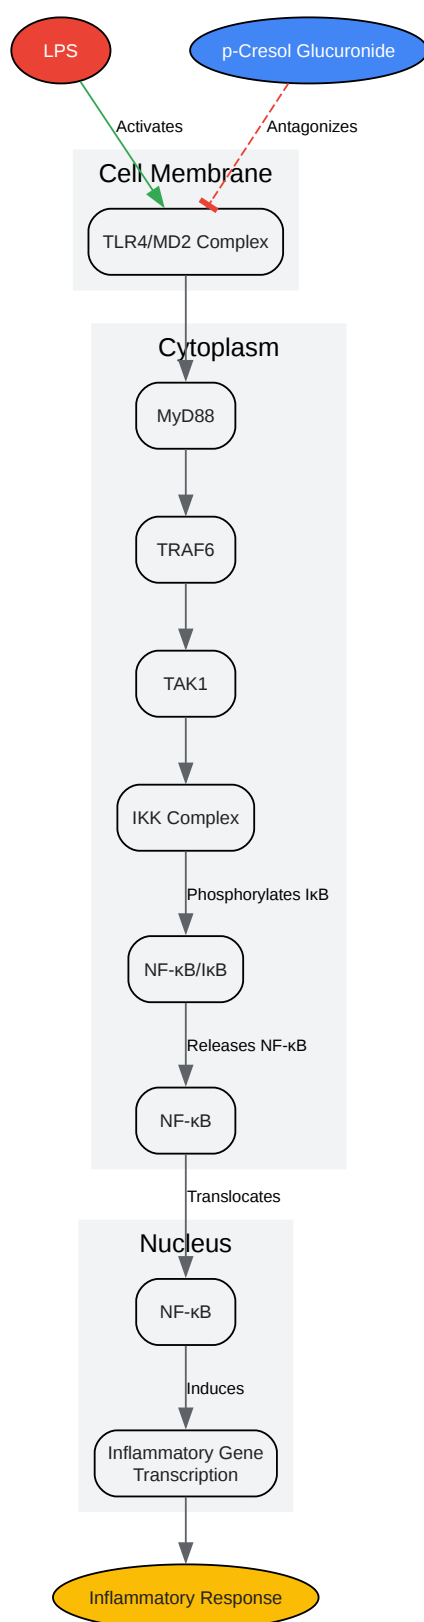 LPS
p-Cresol Glucuronide
Activates
Antagonizes
Cell Membrane
TLR4/MD2 Complex
Cytoplasm
MyD88
TRAF6
TAK1
IKK Complex
Phosphorylates IκB
NF-κB/IκB
Releases NF-κB
NF-κB
Translocates
Nucleus
NF-κB
Induces
Inflammatory Gene
Transcription
Inflammatory Response